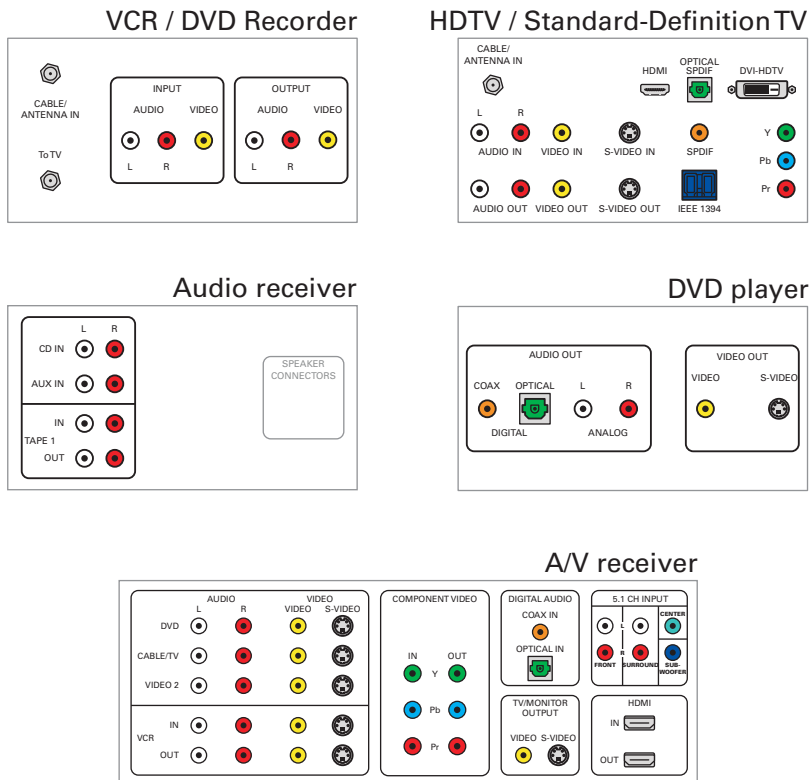 VCR / DVD Recorder
CABLE/
ANTENNA IN
To TV
INPUT
AUDIO VIDEO
L R
OUTPUT
AUDIO VIDEO
L R
HDTV / Standard-Definition TV
CABLE/
ANTENNA IN
HDMI
OPTICAL
SPDIF
DVI-HDTV
L R
AUDIO IN VIDEO IN S-VIDEO IN SPDIF
AUDIO OUT VIDEO OUT S-VIDEO OUT IEEE 1394
Y
Pb
Pr
Audio receiver
L R
CD IN
AUX IN
IN
TAPE 1
OUT
SPEAKER
CONNECTORS
DVD player
AUDIO OUT
COAX OPTICAL L R
DIGITAL ANALOG
VIDEO OUT
VIDEO S-VIDEO
A/V receiver
AUDIO VIDEO
L R VIDEO S-VIDEO
DVD
CABLE/TV
VIDEO 2
IN
VCR
OUT
COMPONENT VIDEO
IN OUT
Y
Pb
Pr
DIGITAL AUDIO
COAX IN
OPTICAL IN
TV/MONITOR
OUTPUT
VIDEO S-VIDEO
5.1 CH INPUT
CENTER
L
R
FRONT SURROUND SUB-
WOOFER
HDMI
IN
OUT